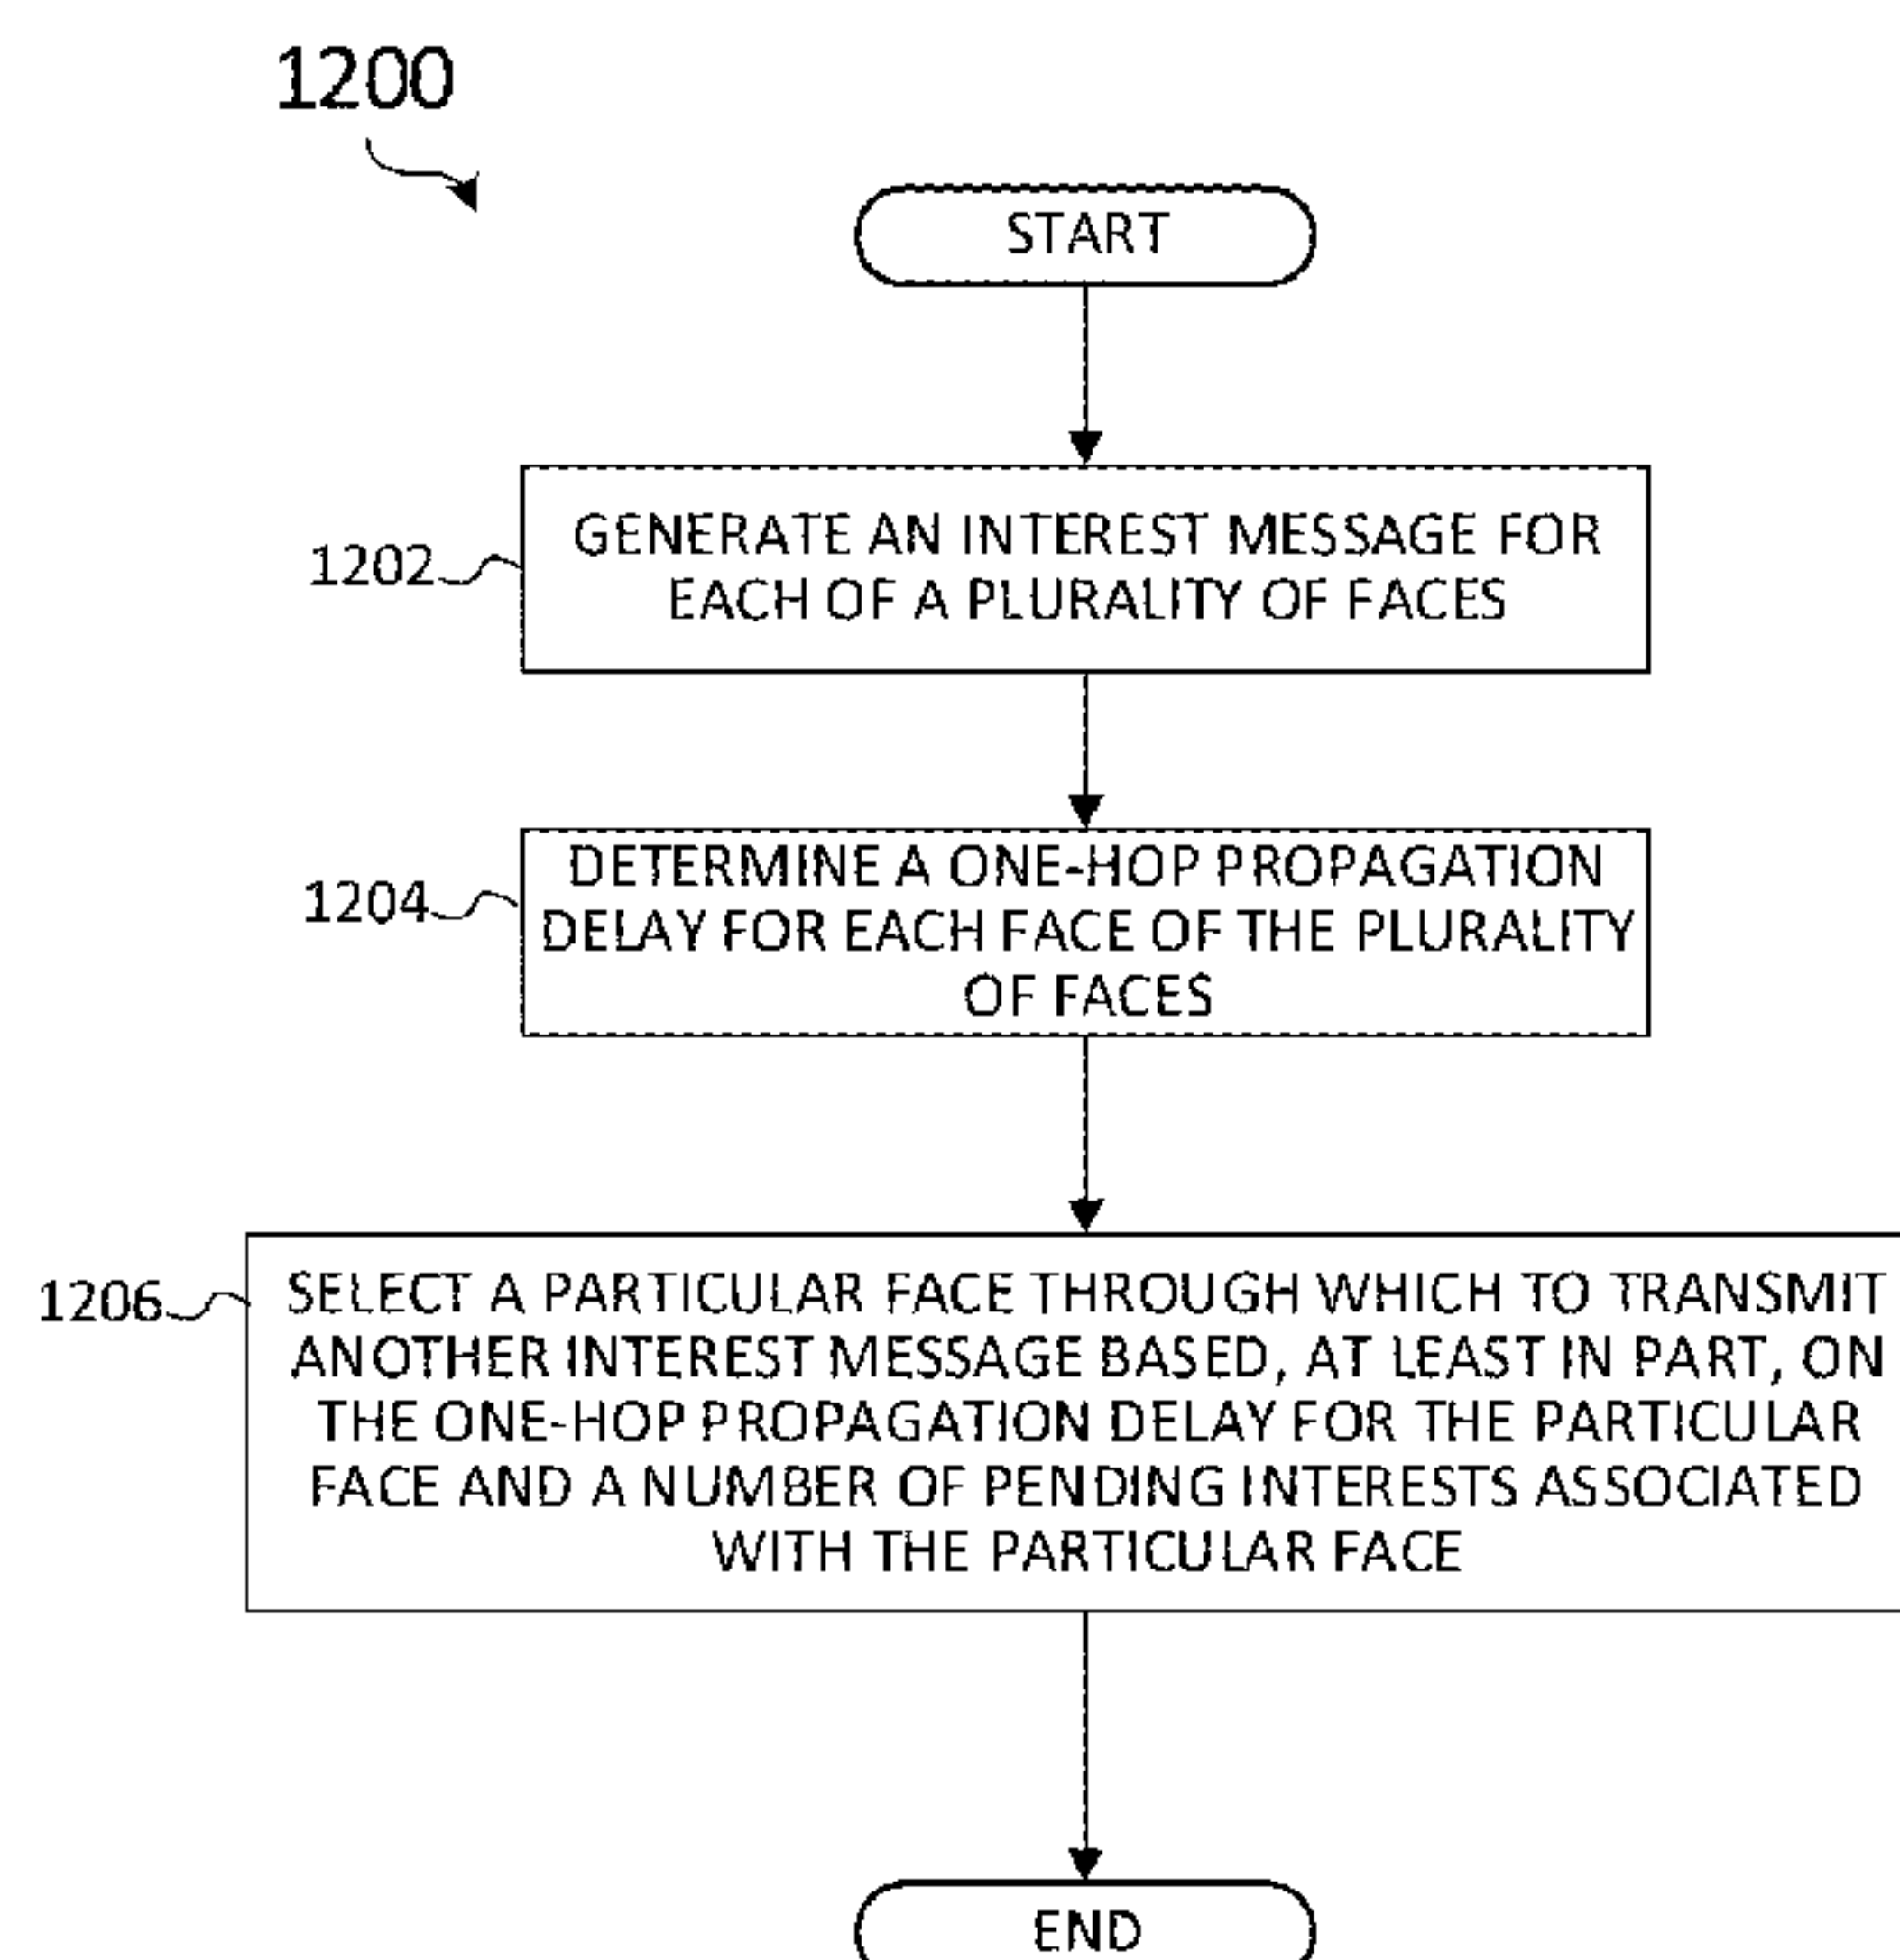 1200
START
1202
GENERATE AN INTEREST MESSAGE FOR
EACH OF A PLURALITY OF FACES
1204
DETERMINE A ONE-HOP PROPAGATION
DELAY FOR EACH FACE OF THE PLURALITY
OF FACES
1206
SELECT A PARTICULAR FACE THROUGH WHICH TO TRANSMIT
ANOTHER INTEREST MESSAGE BASED, AT LEAST IN PART, ON
THE ONE-HOP PROPAGATION DELAY FOR THE PARTICULAR
FACE AND A NUMBER OF PENDING INTERESTS ASSOCIATED
WITH THE PARTICULAR FACE
END